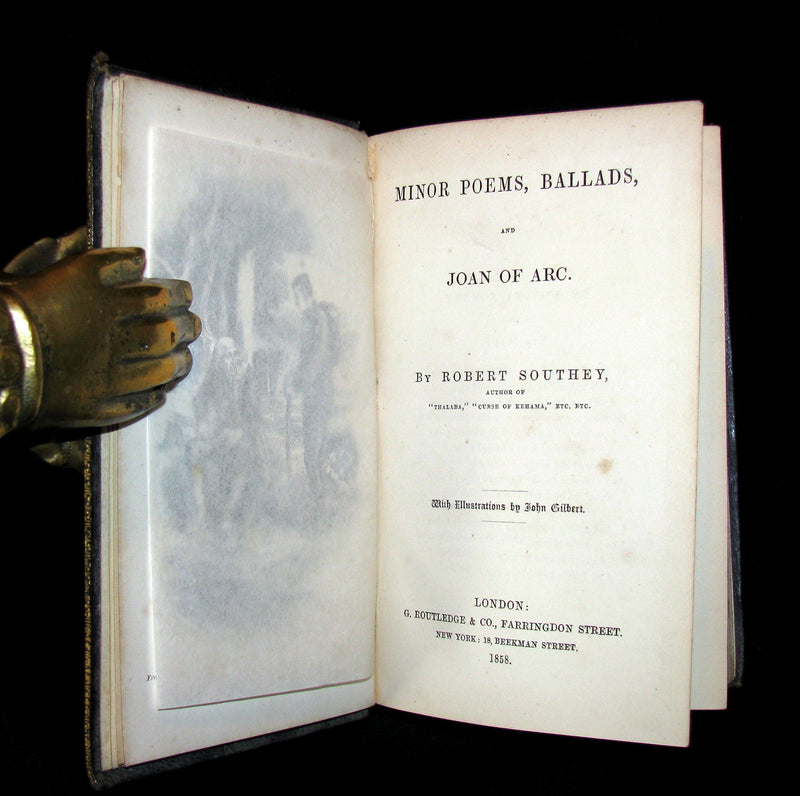 MINOR POEMS, BALLADS,
AND
JOAN OF ARC.
BY ROBERT SOUTHEY,
AUTHOR OF
"THALABA," "CURSE OF KEHAMA," ETC. ETC.
With Illustrations by John Gilbert.
LONDON:
G. ROUTLEDGE & CO., FARRINGDON STREET.
NEW YORK: 18, BEEKMAN STREET.
1858.